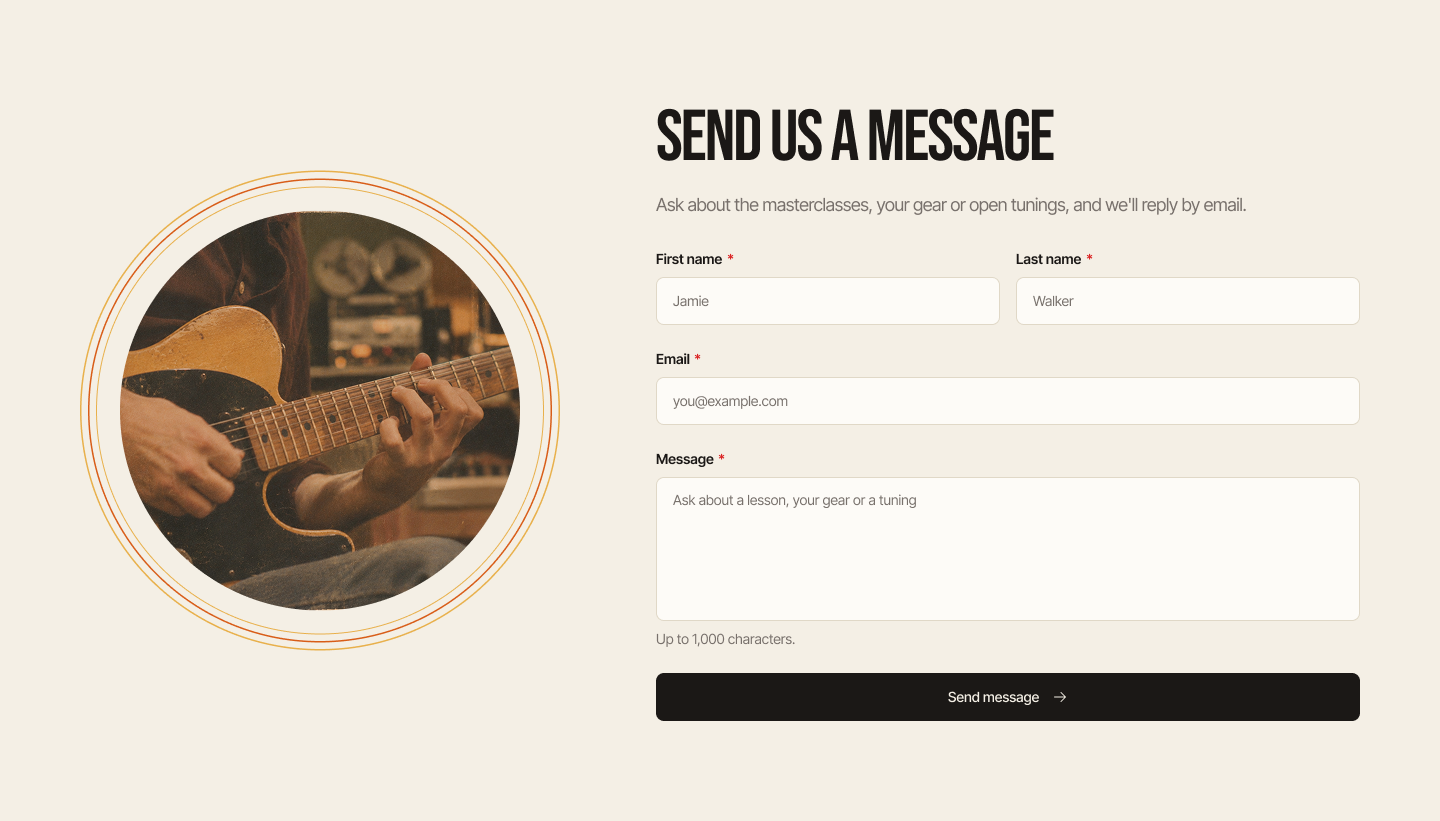 SEND US A MESSAGE
Ask about the masterclasses, your gear or open tunings, and we'll reply by email.
First name *
Last name *
Jamie
Walker
Email *
you@example.com
Message *
Ask about a lesson, your gear or a tuning
Up to 1,000 characters.
Send message →